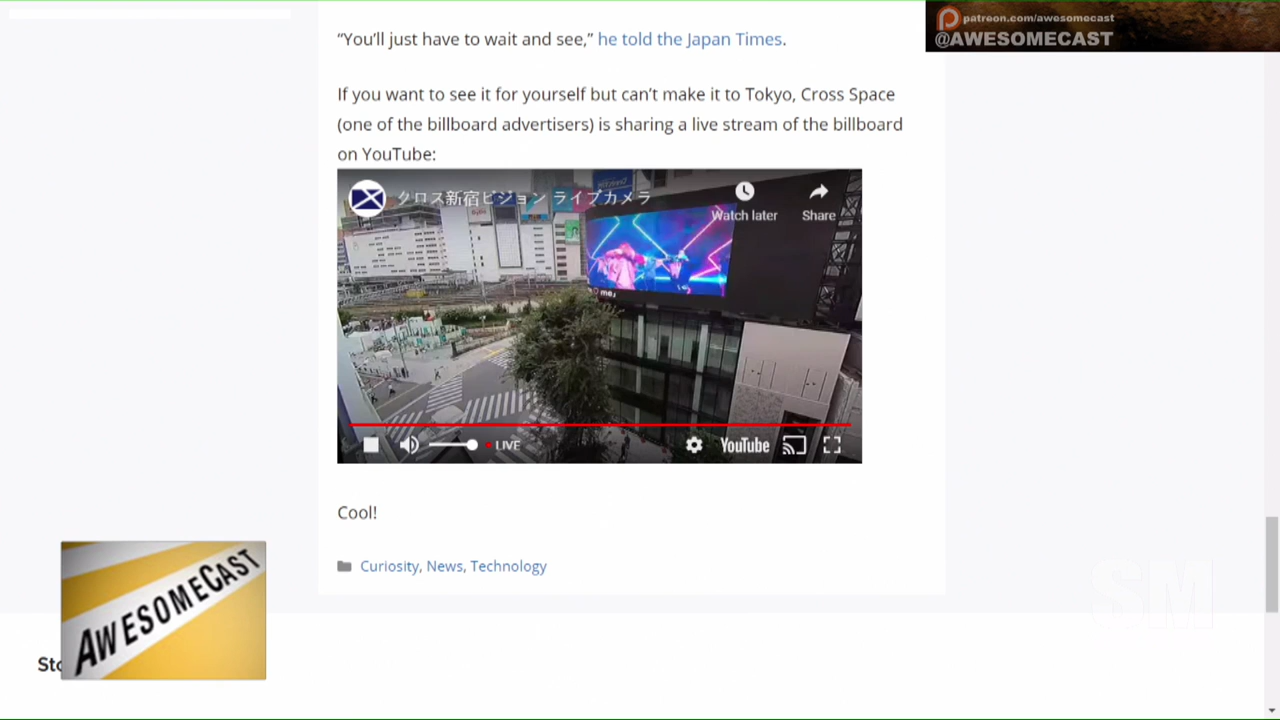 patreon.com/awesomecast
@AWESOMECAST
“You’ll just have to wait and see,” he told the Japan Times.
If you want to see it for yourself but can’t make it to Tokyo, Cross Space
(one of the billboard advertisers) is sharing a live stream of the billboard
on YouTube:
クロス新宿ビジョン ライブカメラ
Watch later
Share
LIVE
YouTube
Cool!
Curiosity, News, Technology
AWESOMECAST
SM